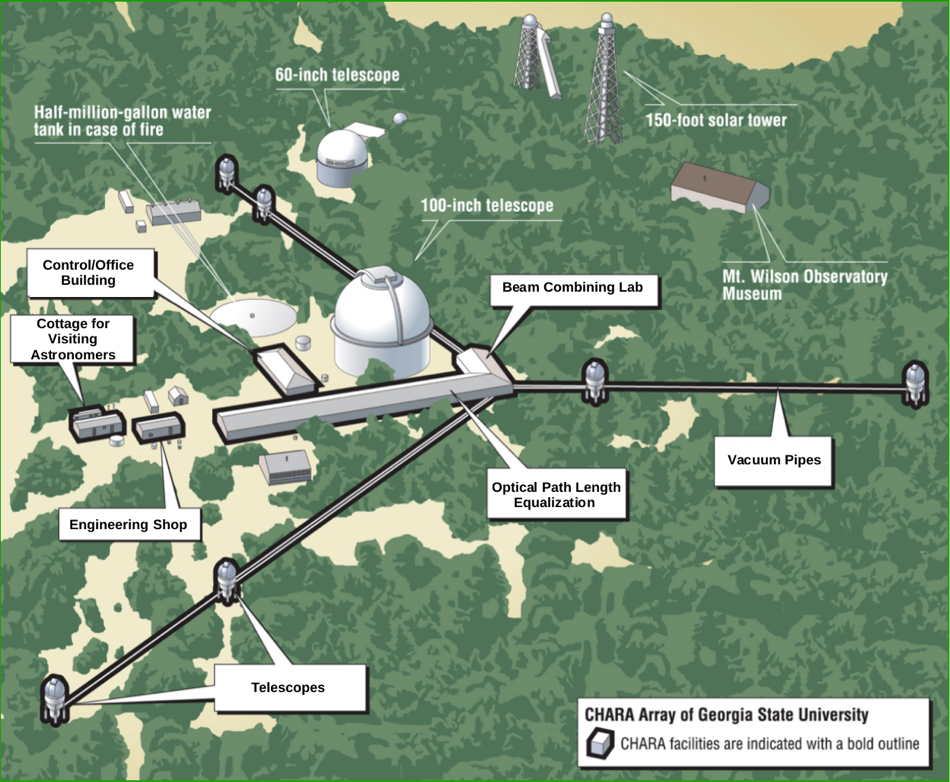 60-inch telescope
Half-million-gallon water
tank in case of fire
150-foot solar tower
100-inch telescope
Control/Office
Building
Beam Combining Lab
Mt. Wilson Observatory
Museum
Cottage for
Visiting
Astronomers
Vacuum Pipes
Optical Path Length
Equalization
Engineering Shop
Telescopes
CHARA Array of Georgia State University
CHARA facilities are indicated with a bold outline